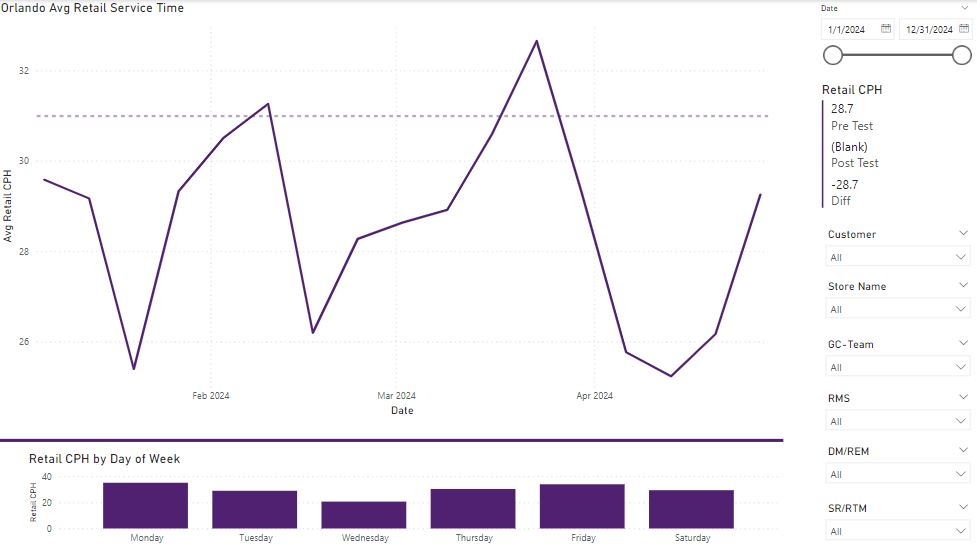 Orlando Avg Retail Service Time
32
30
28
26
Avg Retail CPH
Feb 2024
Mar 2024
Apr 2024
Date
Retail CPH by Day of Week
40
20
0
Retail CPH
Monday
Tuesday
Wednesday
Thursday
Friday
Saturday
Date
1/1/2024
12/31/2024
Retail CPH
28.7
Pre Test
(Blank)
Post Test
-28.7
Diff
Customer
All
Store Name
All
GC-Team
All
RMS
All
DM/REM
All
SR/RTM
All